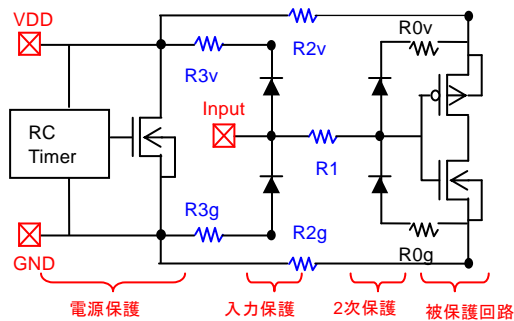 VDD
R2v
R0v
R3v
Input
RC
Timer
R1
R3g
R2g
R0g
GND
電源保護
入力保護
2次保護
被保護回路